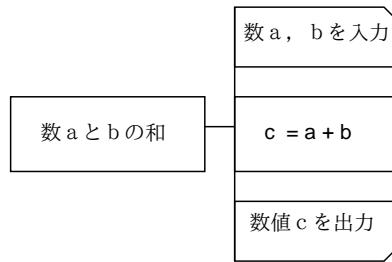 数ａ，ｂを入力
数ａとｂの和
c = a + b
数値ｃを出力